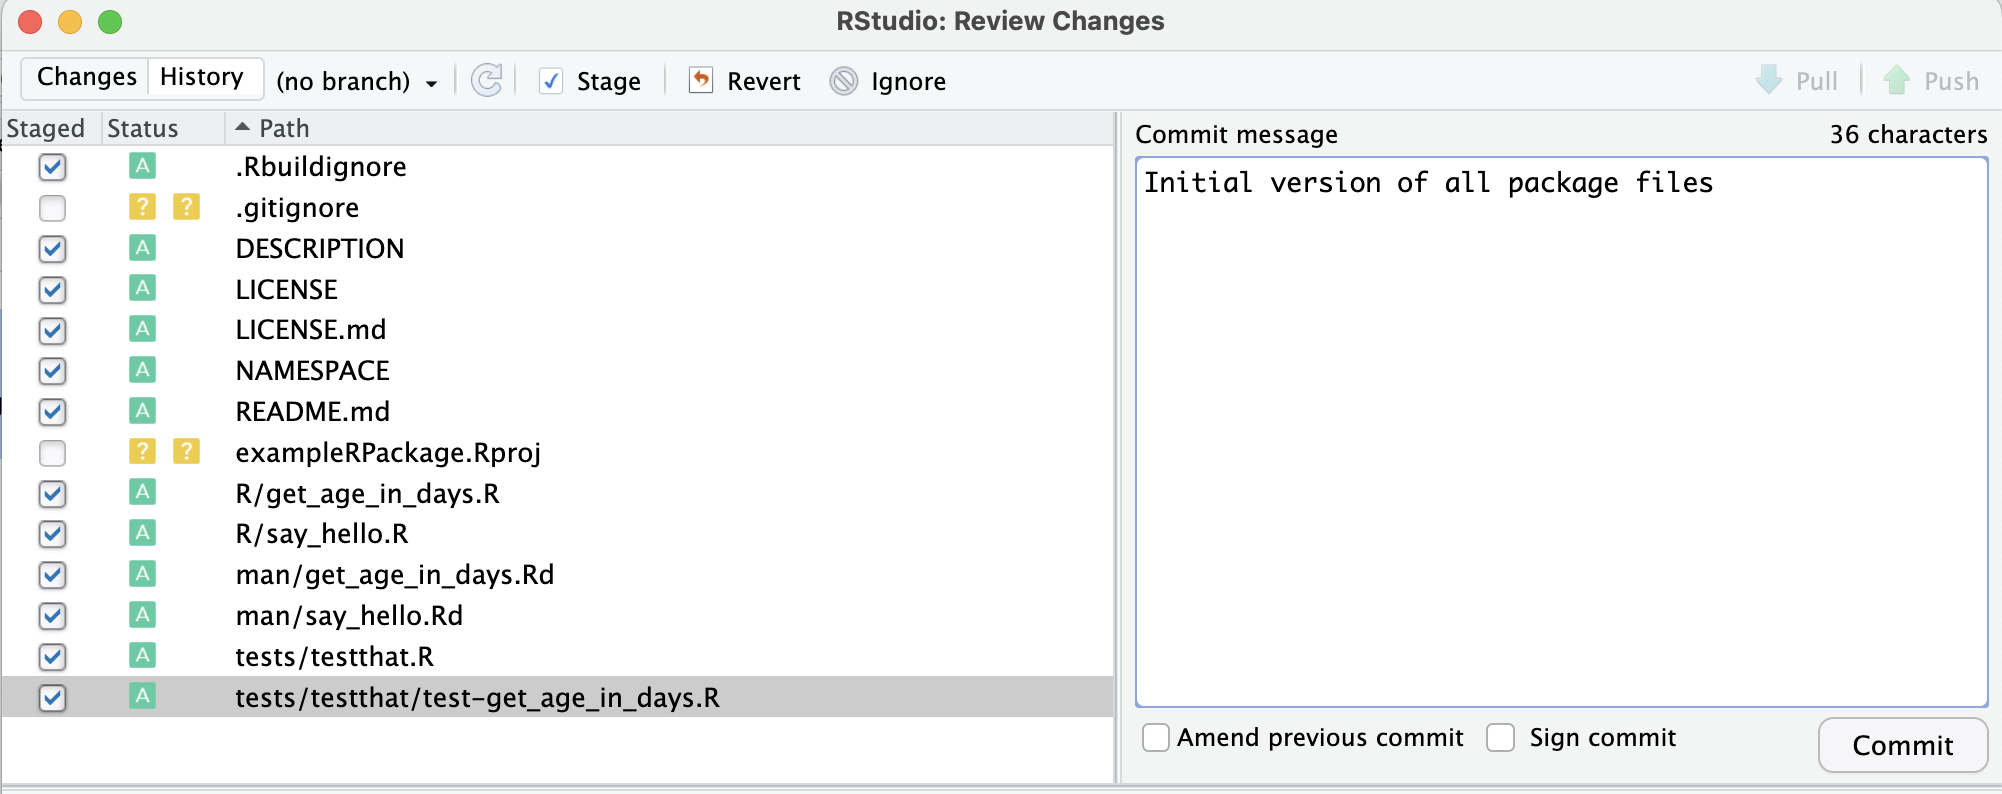 RStudio: Review Changes
Changes History (no branch) Stage Revert Ignore Pull Push
Staged Status Path
A .Rbuildignore
? ? .gitignore
A DESCRIPTION
A LICENSE
A LICENSE.md
A NAMESPACE
A README.md
? ? exampleRPackage.Rproj
A R/get_age_in_days.R
A R/say_hello.R
A man/get_age_in_days.Rd
A man/say_hello.Rd
A tests/testthat.R
A tests/testthat/test-get_age_in_days.R
Commit message 36 characters
Initial version of all package files
Amend previous commit Sign commit Commit